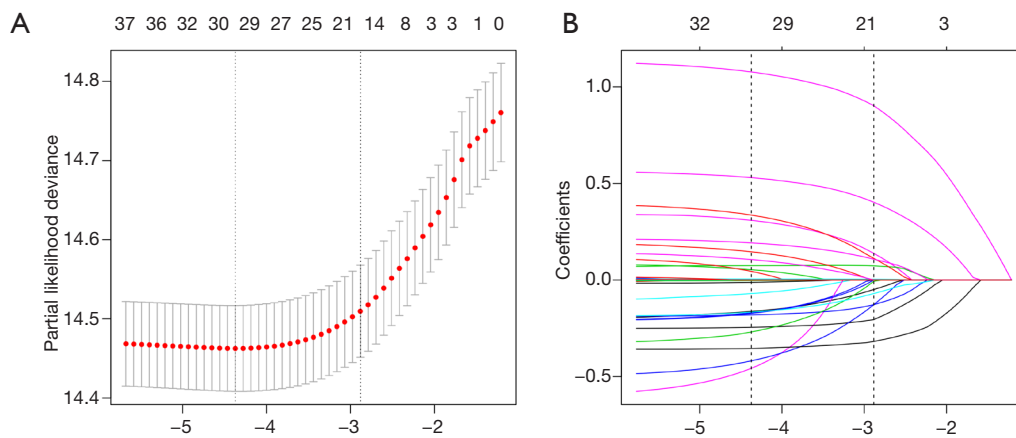 A
37 36 32 30 29 27 25 21 14 8 3 3 1 0
Partial likelihood deviance
14.8
14.7
14.6
14.5
14.4
−5 −4 −3 −2
B
32 29 21 3
Coefficients
1.0
0.5
0.0
−0.5
−5 −4 −3 −2